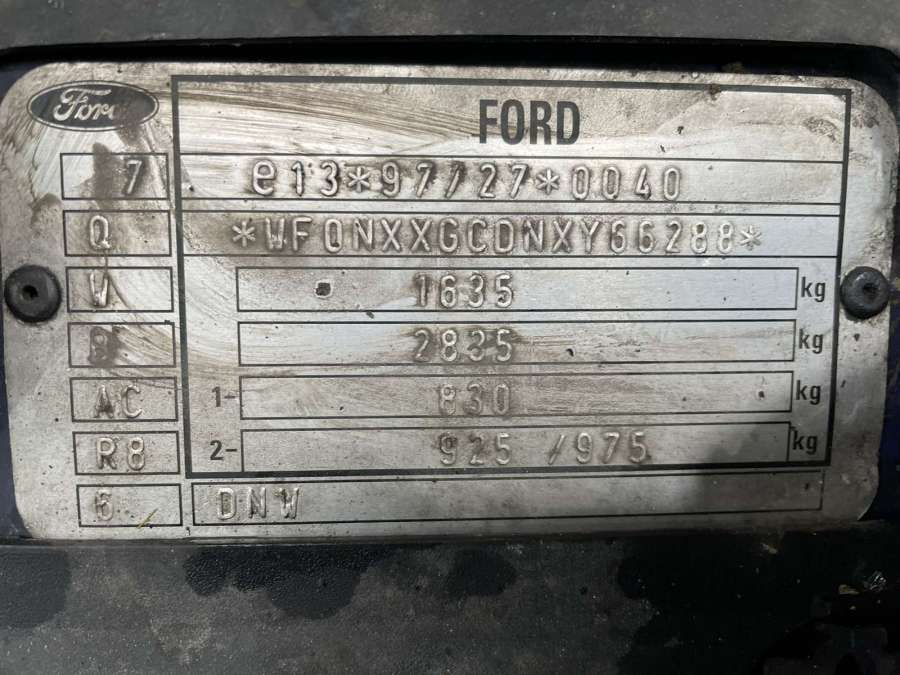 Ford
FORD
7 e13*97/27*0040
Q *WF0NXXGCDNXY66288*
W 1635 kg
B 2835 kg
AC 1- 830 kg
R8 2- 925 /975 kg
6 DNW